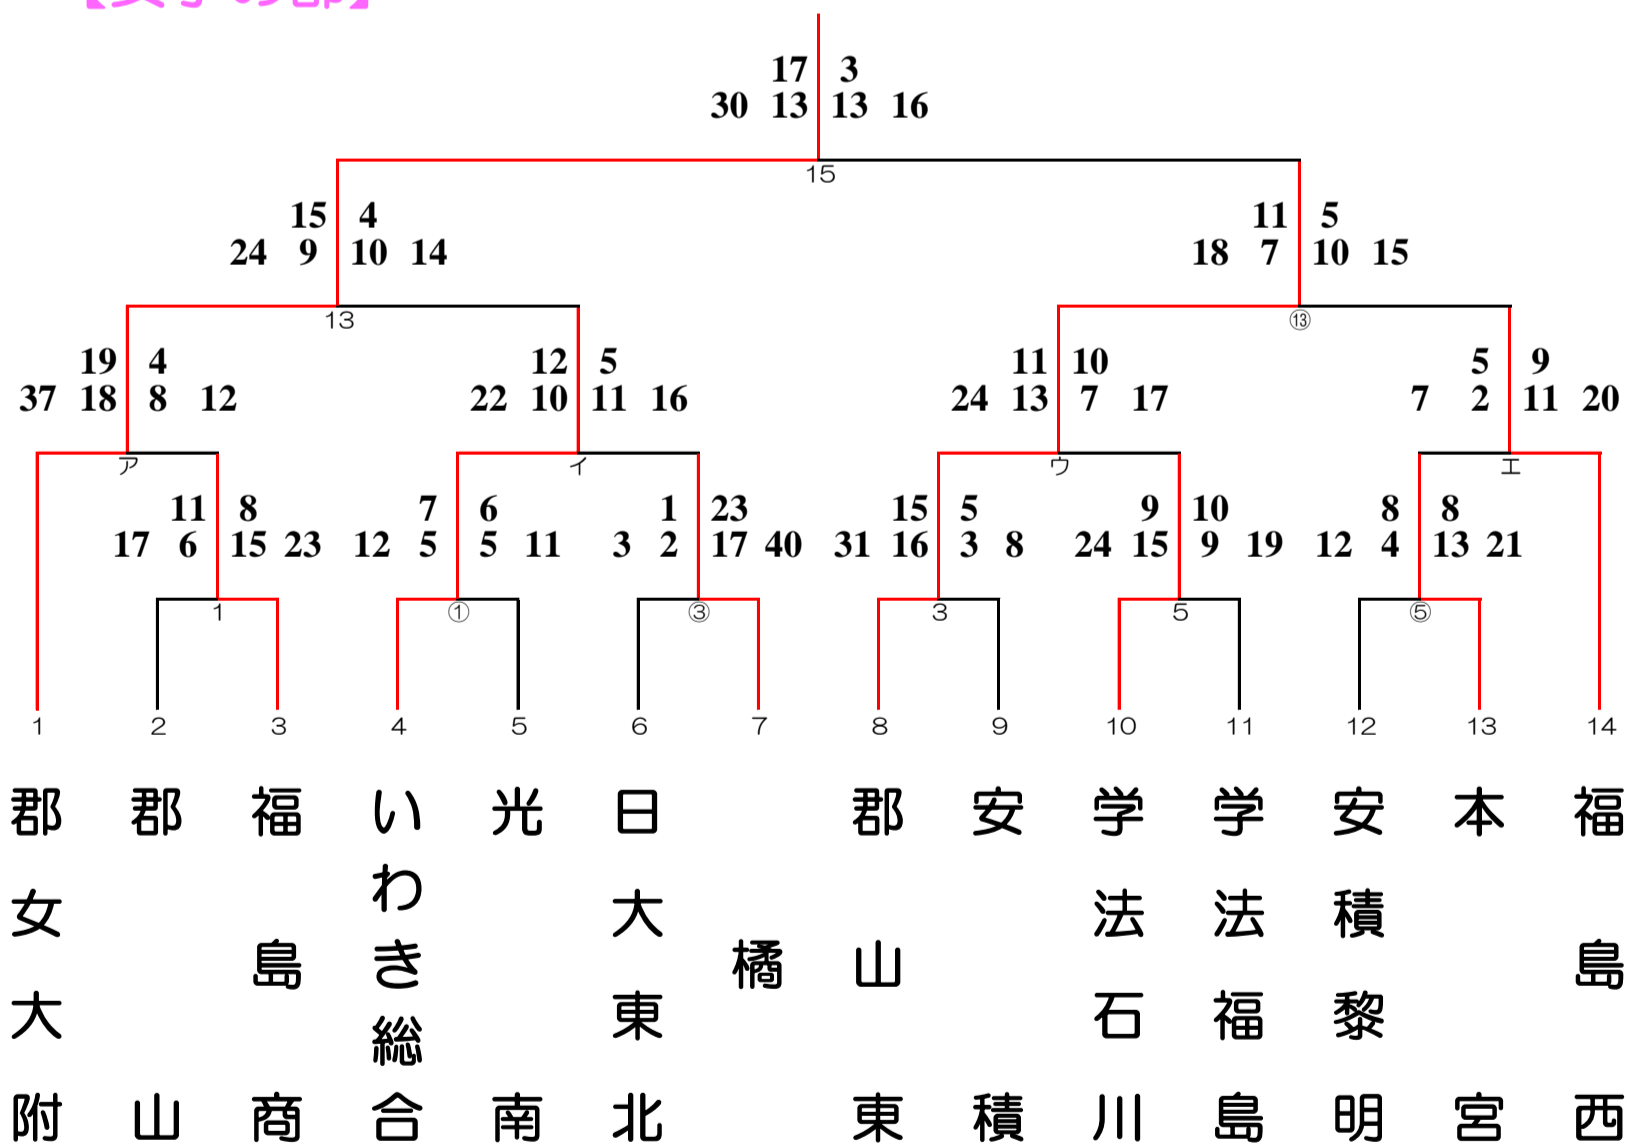 【女子の部】
17 3
30 13 13 16
15
15 4 11 5
24 9 10 14 18 7 10 15
13 ⑬
19 4 12 5 11 10 5 9
37 18 8 12 22 10 11 16 24 13 7 17 7 2 11 20
ア イ ウ エ
11 8 7 6 1 23 15 5 9 10 8 8
17 6 15 23 12 5 5 11 3 2 17 40 31 16 3 8 24 15 9 19 12 4 13 21
1 ① ③ 3 5 ⑤
1 2 3 4 5 6 7 8 9 10 11 12 13 14
郡女大附
郡山
福島商
いわき総合
光南
日大東北
橘
郡山東
安積
学法石川
学法福島
安積黎明
本宮
福島西